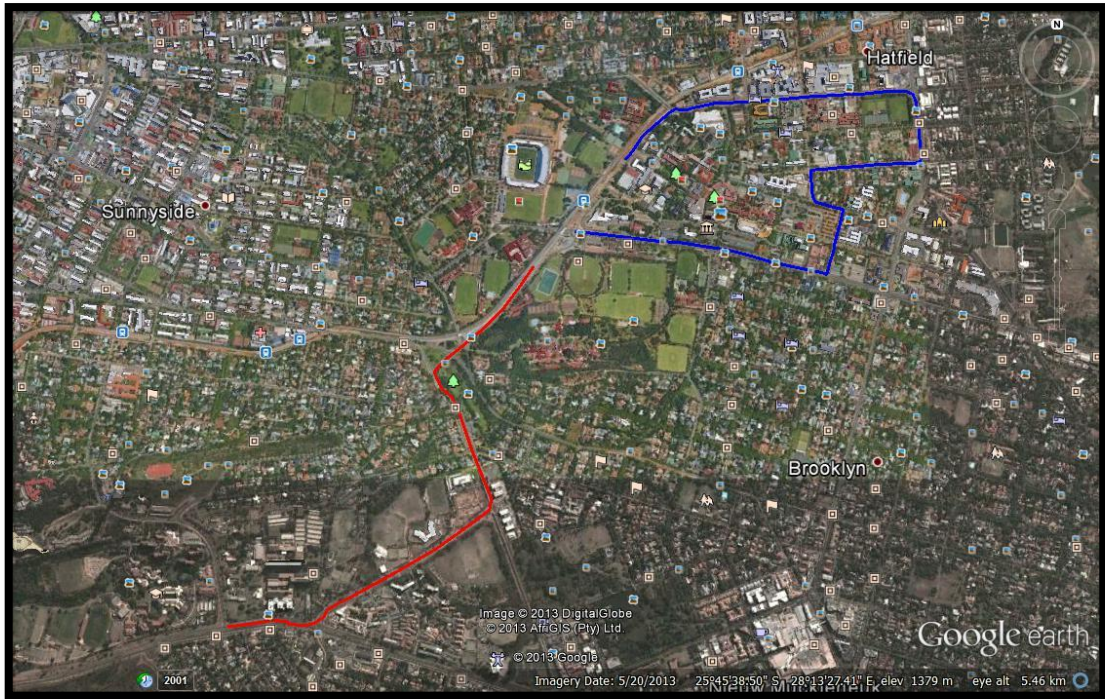 N
Hatfield
Sunnyside
Brooklyn
Image © 2013 DigitalGlobe
© 2013 AfriGIS (Pty) Ltd.
© 2013 Google
Google earth
2001
Imagery Date: 5/20/2013 25°45'38.50" S 28°13'27.41" E elev 1379 m eye alt 5.46 km